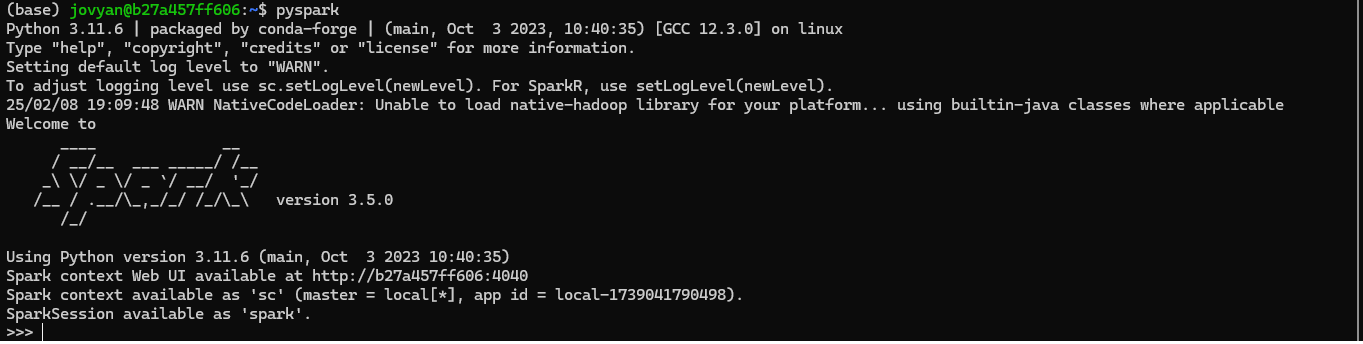 (base) jovyan@b27a457ff606:~$ pyspark
Python 3.11.6 | packaged by conda-forge | (main, Oct  3 2023, 10:40:35) [GCC 12.3.0] on linux
Type "help", "copyright", "credits" or "license" for more information.
Setting default log level to "WARN".
To adjust logging level use sc.setLogLevel(newLevel). For SparkR, use setLogLevel(newLevel).
25/02/08 19:09:48 WARN NativeCodeLoader: Unable to load native-hadoop library for your platform... using builtin-java classes where applicable
Welcome to
      ____              __
     / __/__  ___ _____/ /__
    _\ \/ _ \/ _ `/ __/  '_/
   /__ / .__/\_,_/_/ /_/\_\   version 3.5.0
      /_/

Using Python version 3.11.6 (main, Oct  3 2023 10:40:35)
Spark context Web UI available at http://b27a457ff606:4040
Spark context available as 'sc' (master = local[*], app id = local-1739041790498).
SparkSession available as 'spark'.
>>>